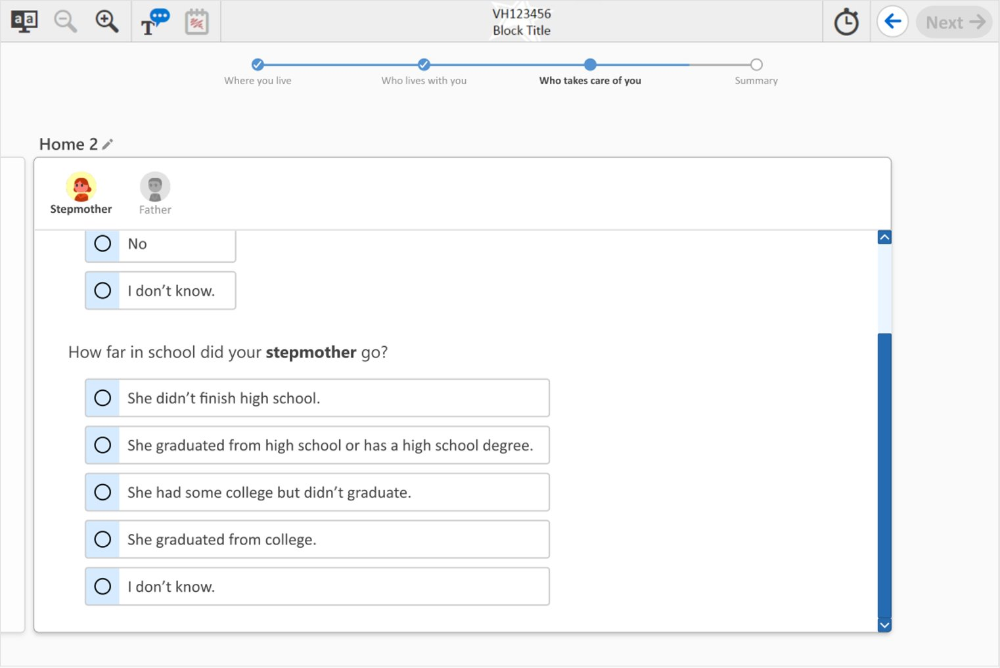 aa
T
VH123456
Block Title
Next
Where you live
Who lives with you
Who takes care of you
Summary
Home 2
Stepmother
Father
No
I don’t know.
How far in school did your stepmother go?
She didn’t finish high school.
She graduated from high school or has a high school degree.
She had some college but didn’t graduate.
She graduated from college.
I don’t know.